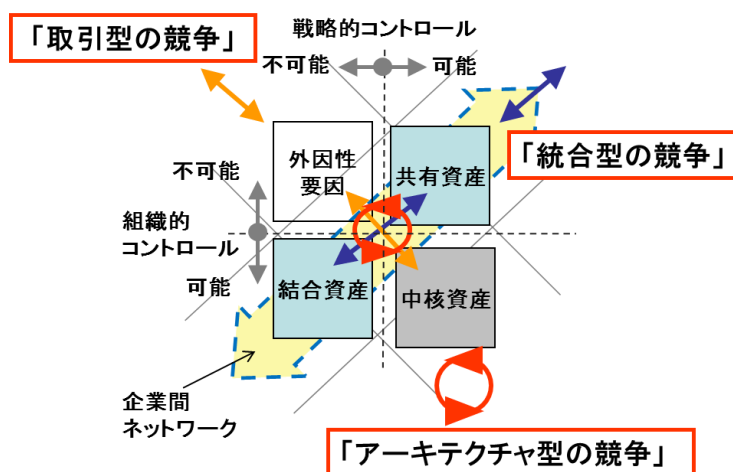 戦略的コントロール
「取引型の競争」
不可能
可能
「統合型の競争」
外因性
要因
共有資産
不可能
組織的
コントロール
可能
結合資産
中核資産
企業間
ネットワーク
「アーキテクチャ型の競争」